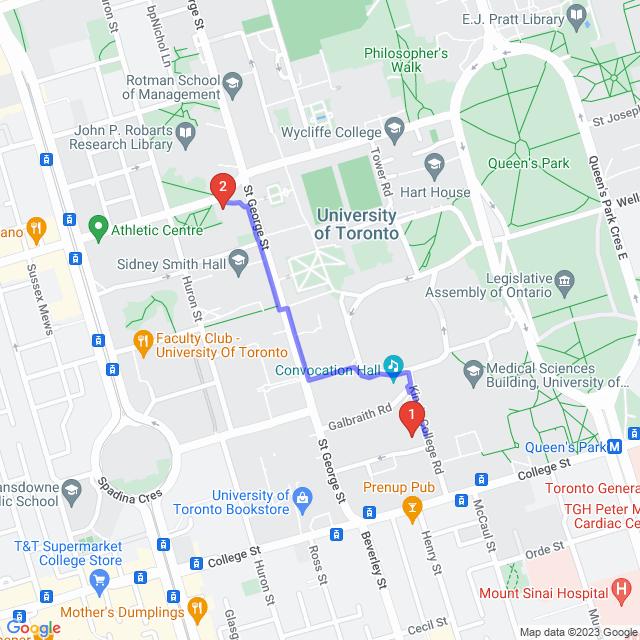 Huron St
bpNichol Ln
St George St
E.J. Pratt Library
Philosopher's
Walk
Rotman School
of Management
St Joseph
John P. Robarts
Research Library
Wycliffe College
Tower Rd
Queen's Park
Hart House
Queen's Park Cres E
2
St George St
Well
University
of Toronto
ano
Athletic Centre
Sidney Smith Hall
Sussex Mews
Huron St
Legislative
Assembly of Ontario
Faculty Club -
University Of Toronto
Convocation Hall
Medical Sciences
Building, University of...
1
King's College Rd
Galbraith Rd
St George St
Queen's Park
M
College St
ansdowne
lic School
Spadina Cres
University of
Toronto Bookstore
Prenup Pub
McCaul St
Toronto General
TGH Peter M
Cardiac Ce
T&T Supermarket
College Store
College St
Ross St
Beverley St
Henry St
Orde St
Huron St
Mount Sinai Hospital
H
Mother's Dumplings
Glasg
Cecil St
oner
Google
Map data ©2023 Google